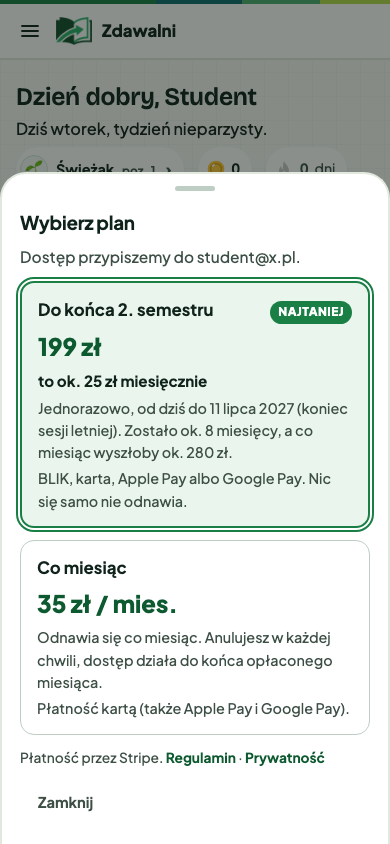 Zdawalni
Dzień dobry, Student
Dziś wtorek, tydzień nieparzysty.
Świeżak poz. 1 0 0 dni
Wybierz plan
Dostęp przypiszemy do student@x.pl.
Do końca 2. semestru NAJTANIEJ
199 zł
to ok. 25 zł miesięcznie
Jednorazowo, od dziś do 11 lipca 2027 (koniec
sesji letniej). Zostało ok. 8 miesięcy, a co
miesiąc wyszłoby ok. 280 zł.
BLIK, karta, Apple Pay albo Google Pay. Nic
się samo nie odnawia.
Co miesiąc
35 zł / mies.
Odnawia się co miesiąc. Anulujesz w każdej
chwili, dostęp działa do końca opłaconego
miesiąca.
Płatność kartą (także Apple Pay i Google Pay).
Płatność przez Stripe. Regulamin · Prywatność
Zamknij